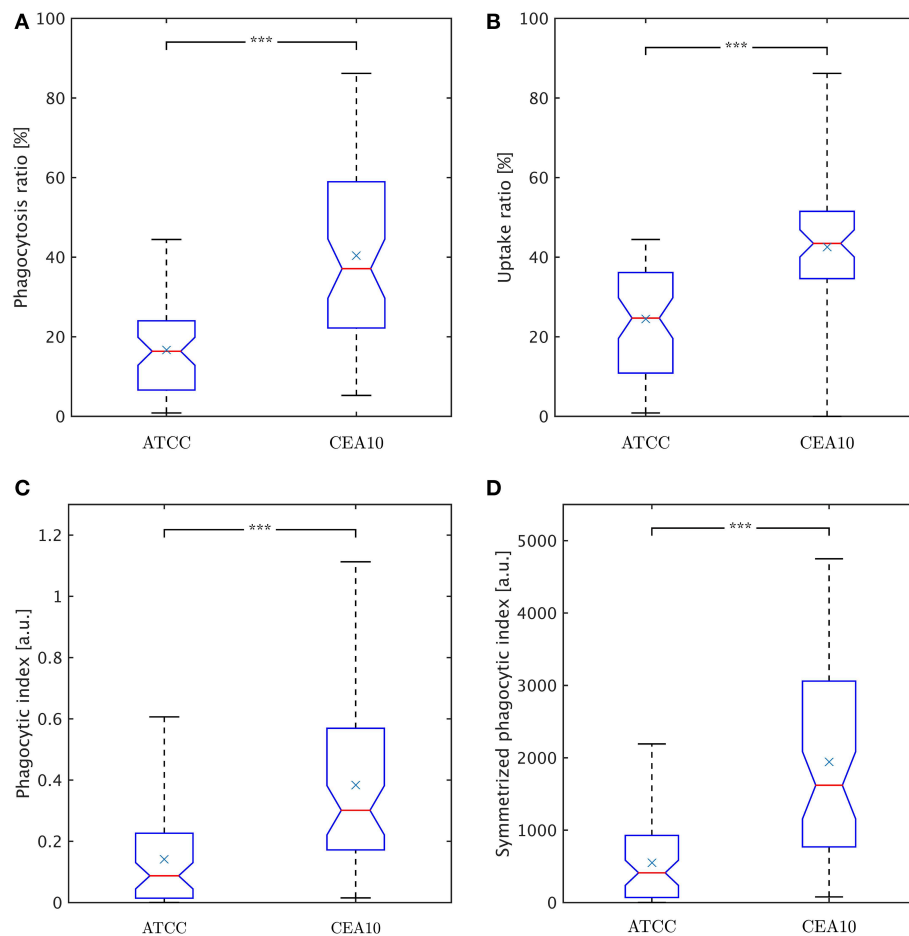 A
Phagocytosis ratio [%]
100
80
60
40
20
0
***
ATCC
CEA10
B
Uptake ratio [%]
100
80
60
40
20
0
***
ATCC
CEA10
C
Phagocytic index [a.u.]
1.2
1
0.8
0.6
0.4
0.2
0
***
ATCC
CEA10
D
Symmetrized phagocytic index [a.u.]
5000
4000
3000
2000
1000
0
***
ATCC
CEA10